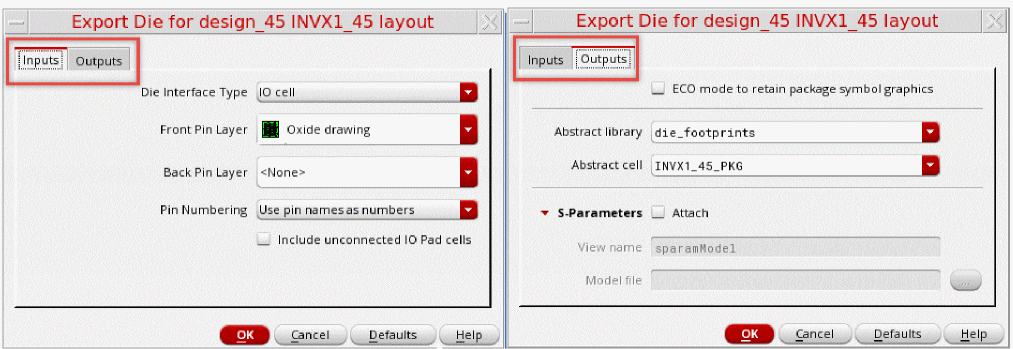 Export Die for design_45 INVX1_45 layout
Inputs Outputs
Die Interface Type IO cell
Front Pin Layer Oxide drawing
Back Pin Layer <None>
Pin Numbering Use pin names as numbers
Include unconnected IO Pad cells
OK Cancel Defaults Help
Export Die for design_45 INVX1_45 layout
Inputs Outputs
ECO mode to retain package symbol graphics
Abstract library die_footprints
Abstract cell INVX1_45_PKG
S-Parameters Attach
View name sparamModel
Model file ...
OK Cancel Defaults Help